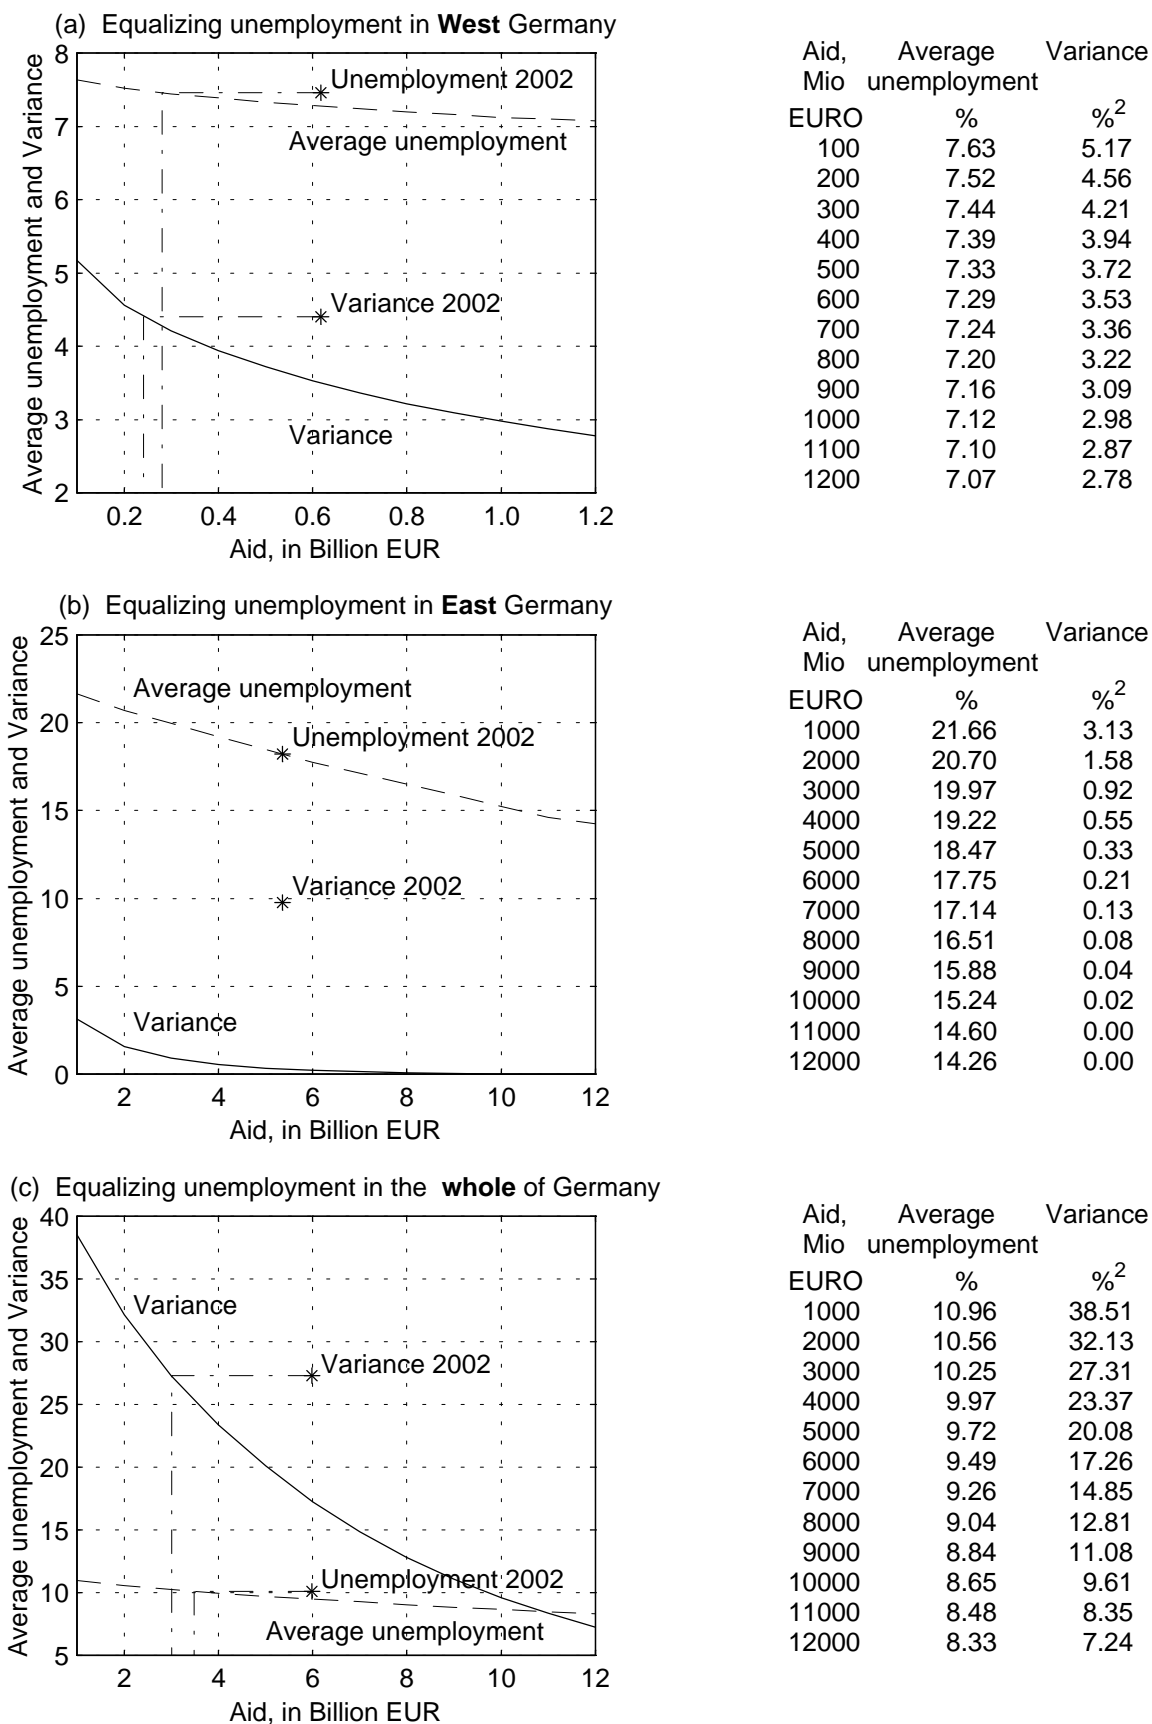 (a) Equalizing unemployment in West Germany
Average unemployment and Variance
8
7
6
5
4
3
2
Unemployment 2002
Average unemployment
Variance 2002
Variance
0.2 0.4 0.6 0.8 1.0 1.2
Aid, in Billion EUR
Aid, Average Variance
Mio unemployment
EURO % %2
100 7.63 5.17
200 7.52 4.56
300 7.44 4.21
400 7.39 3.94
500 7.33 3.72
600 7.29 3.53
700 7.24 3.36
800 7.20 3.22
900 7.16 3.09
1000 7.12 2.98
1100 7.10 2.87
1200 7.07 2.78
(b) Equalizing unemployment in East Germany
Average unemployment and Variance
25
20
15
10
5
0
Average unemployment
Unemployment 2002
Variance 2002
Variance
2 4 6 8 10 12
Aid, in Billion EUR
Aid, Average Variance
Mio unemployment
EURO % %2
1000 21.66 3.13
2000 20.70 1.58
3000 19.97 0.92
4000 19.22 0.55
5000 18.47 0.33
6000 17.75 0.21
7000 17.14 0.13
8000 16.51 0.08
9000 15.88 0.04
10000 15.24 0.02
11000 14.60 0.00
12000 14.26 0.00
(c) Equalizing unemployment in the whole of Germany
Average unemployment and Variance
40
35
30
25
20
15
10
5
Variance
Variance 2002
Unemployment 2002
Average unemployment
2 4 6 8 10 12
Aid, in Billion EUR
Aid, Average Variance
Mio unemployment
EURO % %2
1000 10.96 38.51
2000 10.56 32.13
3000 10.25 27.31
4000 9.97 23.37
5000 9.72 20.08
6000 9.49 17.26
7000 9.26 14.85
8000 9.04 12.81
9000 8.84 11.08
10000 8.65 9.61
11000 8.48 8.35
12000 8.33 7.24